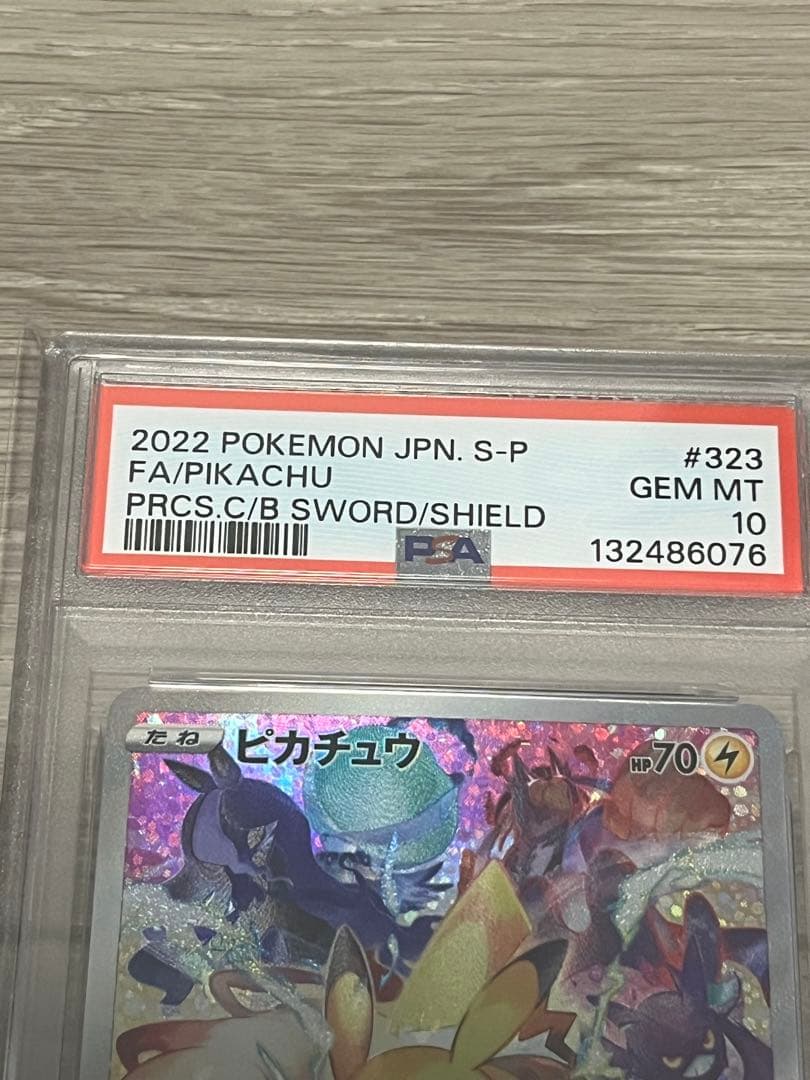 2022 POKEMON JPN. S-P #323
FA/PIKACHU GEM MT
PRCS.C/B SWORD/SHIELD 10
PSA 132486076
たね ピカチュウ HP70